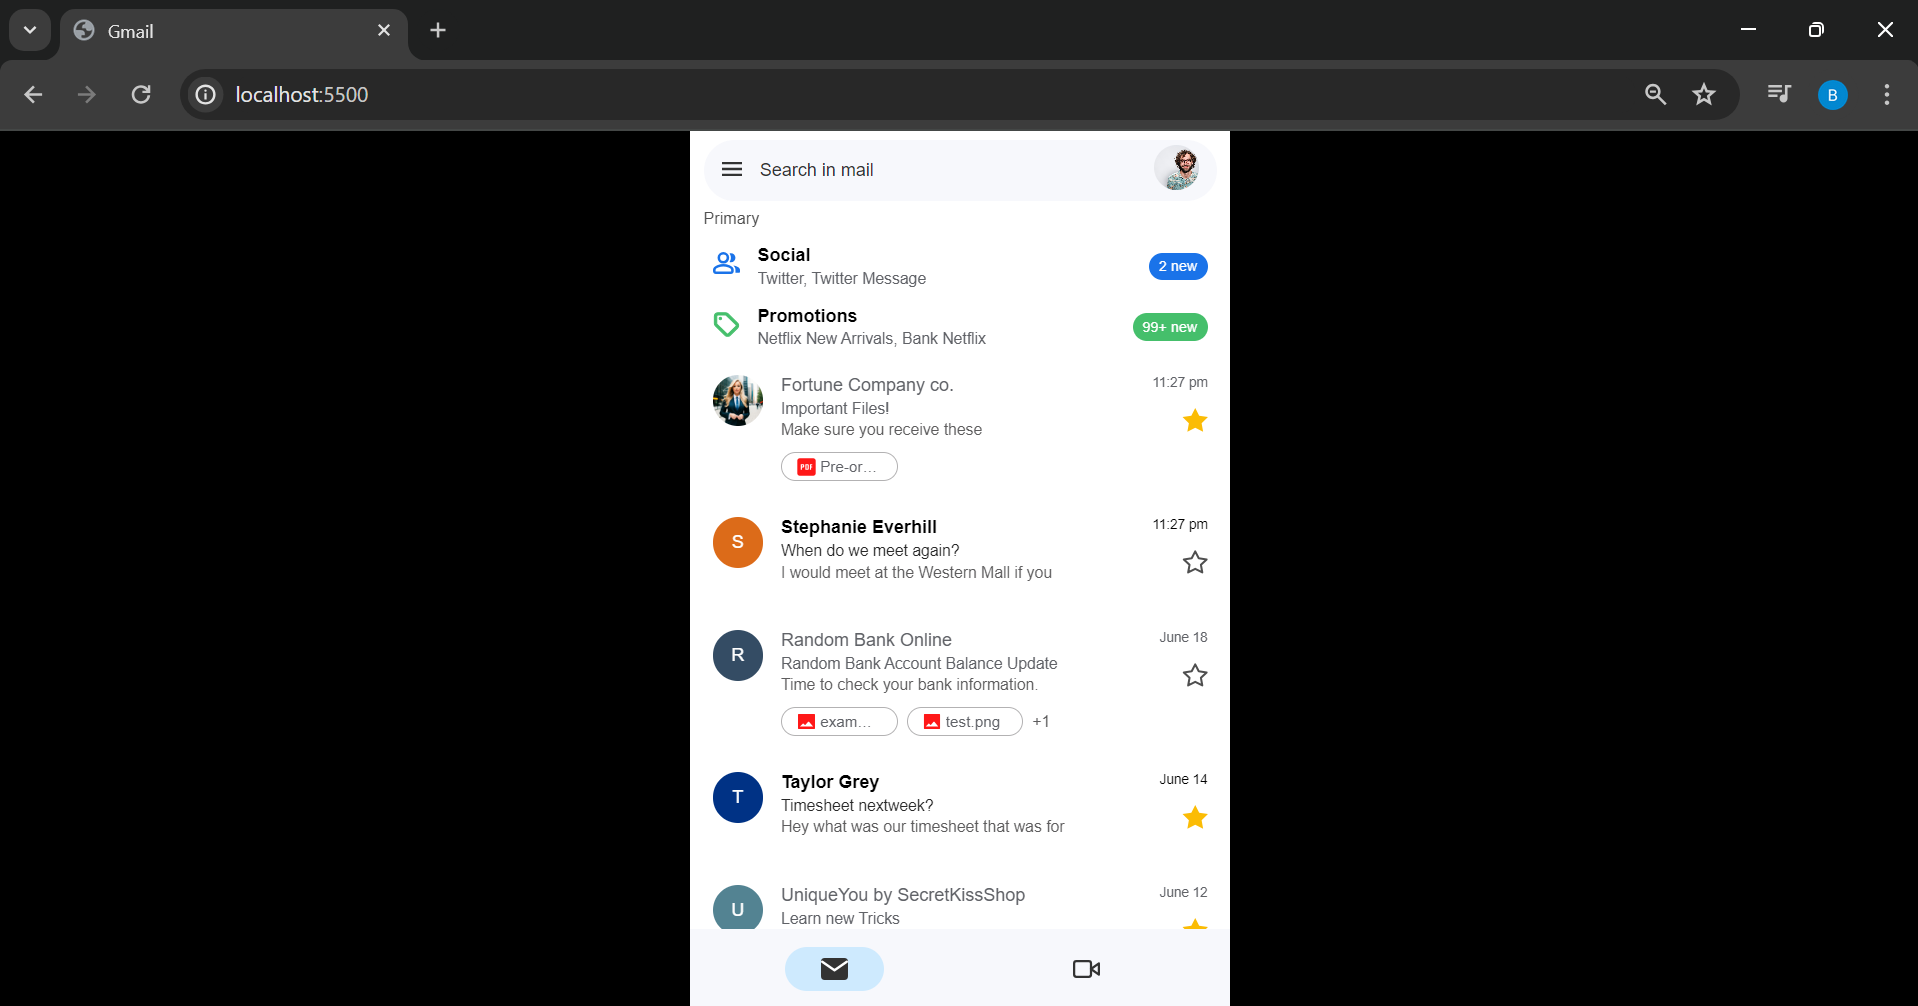 Gmail
localhost:5500
B
Search in mail
Primary
Social
2 new
Twitter, Twitter Message
Promotions
99+ new
Netflix New Arrivals, Bank Netflix
Fortune Company co.
11:27 pm
Important Files!
Make sure you receive these
PDF Pre-or...
S
Stephanie Everhill
11:27 pm
When do we meet again?
I would meet at the Western Mall if you
R
Random Bank Online
June 18
Random Bank Account Balance Update
Time to check your bank information.
exam... test.png +1
T
Taylor Grey
June 14
Timesheet nextweek?
Hey what was our timesheet that was for
U
UniqueYou by SecretKissShop
June 12
Learn new Tricks